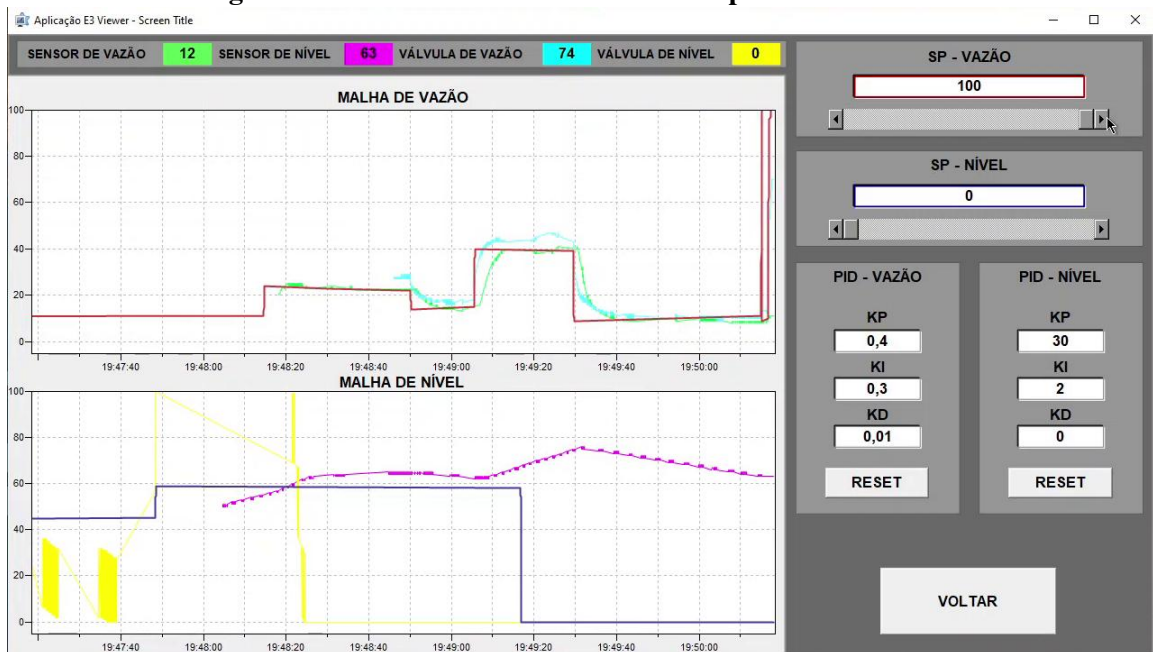 Aplicação E3 Viewer - Screen Title
SENSOR DE VAZÃO 12 SENSOR DE NÍVEL 63 VÁLVULA DE VAZÃO 74 VÁLVULA DE NÍVEL 0
MALHA DE VAZÃO
100
80
60
40
20
0
19:47:40 19:48:00 19:48:20 19:48:40 19:49:00 19:49:20 19:49:40 19:50:00
MALHA DE NÍVEL
100
80
60
40
20
0
19:47:40 19:48:00 19:48:20 19:48:40 19:49:00 19:49:20 19:49:40 19:50:00
SP - VAZÃO
100
SP - NÍVEL
0
PID - VAZÃO
KP
0,4
KI
0,3
KD
0,01
RESET
PID - NÍVEL
KP
30
KI
2
KD
0
RESET
VOLTAR